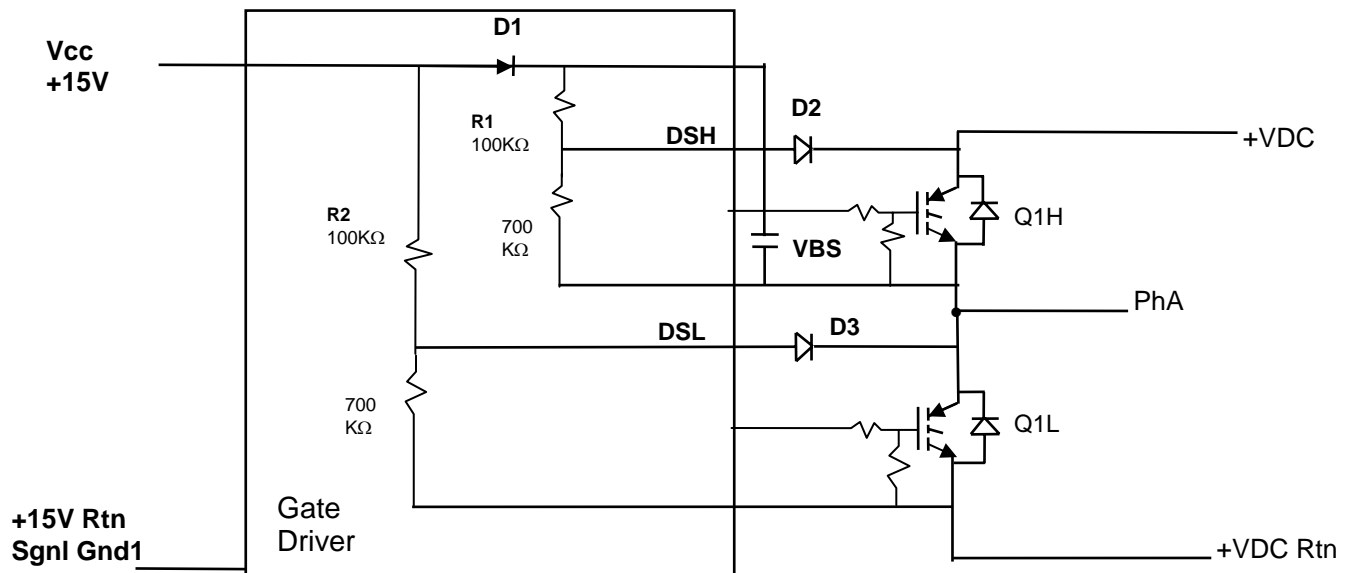 D1
Vcc
+15V
D2
R1
100KΩ
DSH
+VDC
R2
100KΩ
700
KΩ
Q1H
VBS
PhA
DSL
D3
700
KΩ
Q1L
Gate
Driver
+15V Rtn
Sgnl Gnd1
+VDC Rtn